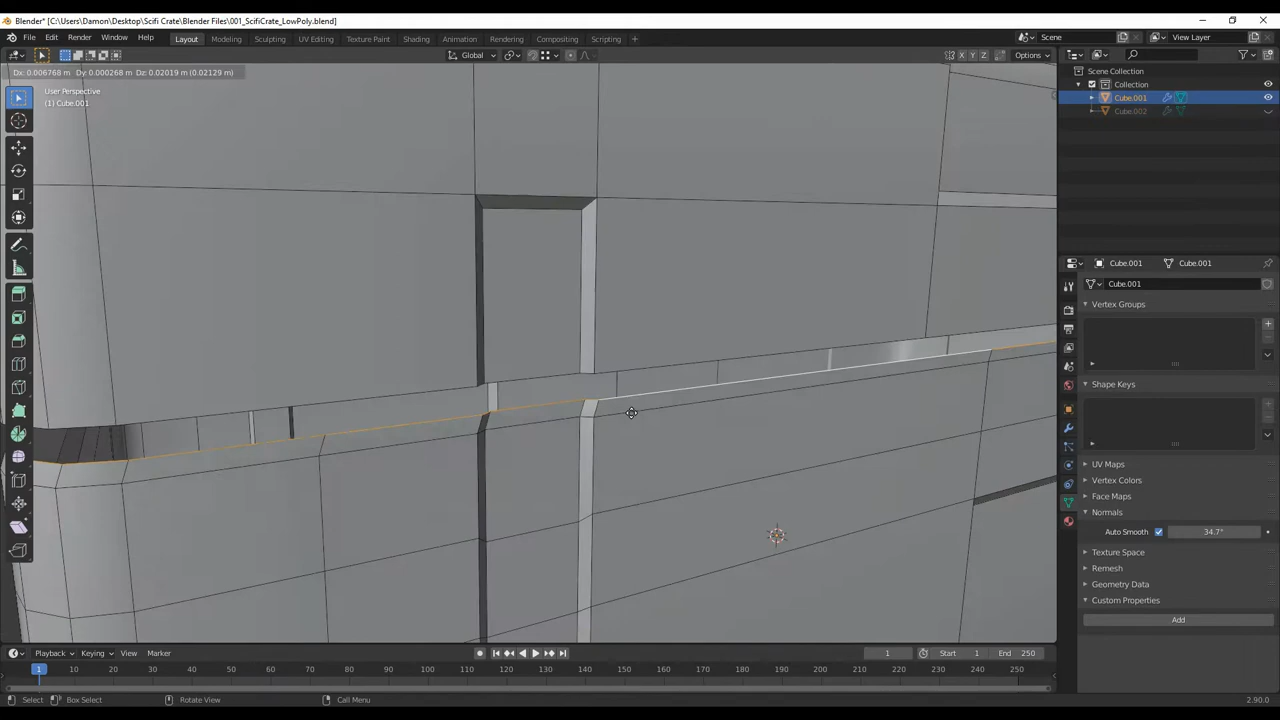 Blender* [C:\Users\Damon\Desktop\Scifi Crate\Blender Files\001_ScifiCrate_LowPoly.blend]
File Edit Render Window Help Layout Modeling Sculpting UV Editing Texture Paint Shading Animation Rendering Compositing Scripting + Scene View Layer
Global X Y Z Options
Dx: 0.006768 m Dy: 0.000268 m Dz: 0.02019 m (0.02129 m)
User Perspective
(1) Cube.001
Scene Collection
Collection
Cube.001
Cube.002
Cube.001 Cube.001
Cube.001
Vertex Groups
Shape Keys
UV Maps
Vertex Colors
Face Maps
Normals
Auto Smooth 34.7°
Texture Space
Remesh
Geometry Data
Custom Properties
Add
Playback Keying View Marker 1 Start 1 End 250
1 10 20 30 40 50 60 70 80 90 100 110 120 130 140 150 160 170 180 190 200 210 220 230 240 250
Select Box Select Rotate View Call Menu 2.90.0